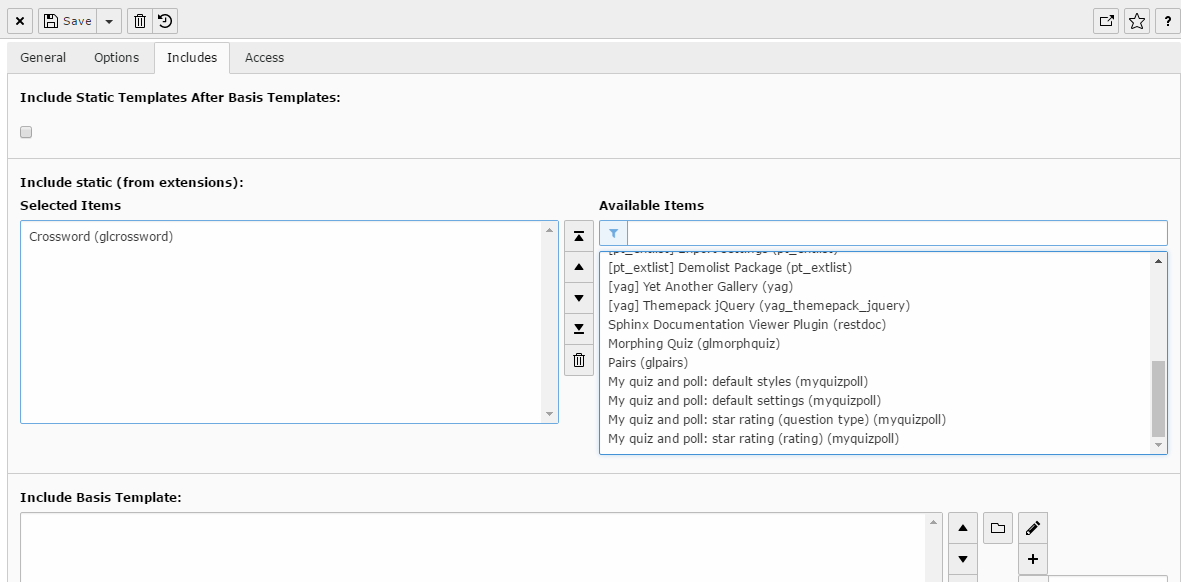 Save
?
General
Options
Includes
Access
Include Static Templates After Basis Templates:
Include static (from extensions):
Selected Items
Available Items
Crossword (glcrossword)
[pt_extlist] Demolist Package (pt_extlist)
[yag] Yet Another Gallery (yag)
[yag] Themepack jQuery (yag_themepack_jquery)
Sphinx Documentation Viewer Plugin (restdoc)
Morphing Quiz (glmorphquiz)
Pairs (glpairs)
My quiz and poll: default styles (myquizpoll)
My quiz and poll: default settings (myquizpoll)
My quiz and poll: star rating (question type) (myquizpoll)
My quiz and poll: star rating (rating) (myquizpoll)
Include Basis Template: